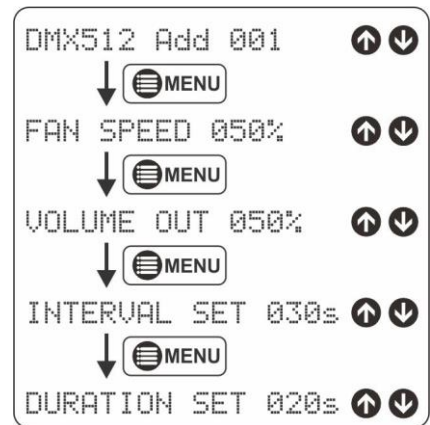 DMX512 Add 001
MENU
FAN SPEED 050%
MENU
VOLUME OUT 050%
MENU
INTERVAL SET 030s
MENU
DURATION SET 020s